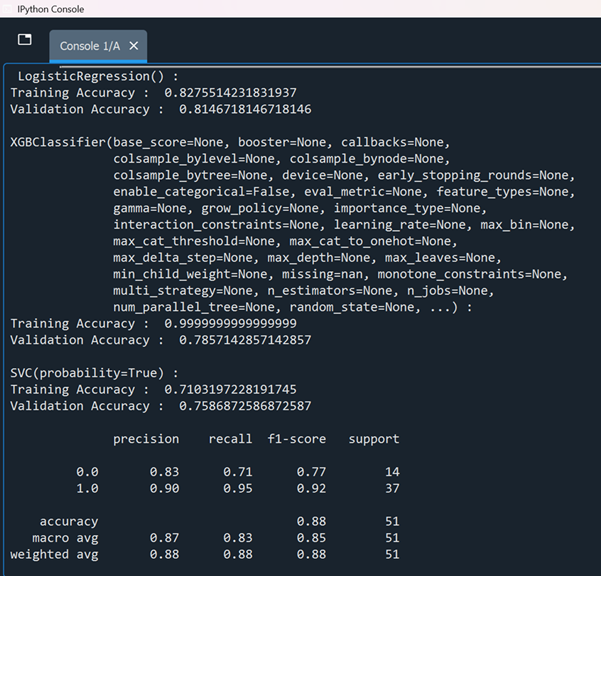 IPython Console
Console 1/A
LogisticRegression() :
Training Accuracy : 0.8275514231831937
Validation Accuracy : 0.8146718146718146
XGBClassifier(base_score=None, booster=None, callbacks=None,
colsample_bylevel=None, colsample_bynode=None,
colsample_bytree=None, device=None, early_stopping_rounds=None,
enable_categorical=False, eval_metric=None, feature_types=None,
gamma=None, grow_policy=None, importance_type=None,
interaction_constraints=None, learning_rate=None, max_bin=None,
max_cat_threshold=None, max_cat_to_onehot=None,
max_delta_step=None, max_depth=None, max_leaves=None,
min_child_weight=None, missing=nan, monotone_constraints=None,
multi_strategy=None, n_estimators=None, n_jobs=None,
num_parallel_tree=None, random_state=None, ...) :
Training Accuracy : 0.9999999999999999
Validation Accuracy : 0.7857142857142857
SVC(probability=True) :
Training Accuracy : 0.7103197228191745
Validation Accuracy : 0.7586872586872587
precision recall f1-score support
0.0 0.83 0.71 0.77 14
1.0 0.90 0.95 0.92 37
accuracy 0.88 51
macro avg 0.87 0.83 0.85 51
weighted avg 0.88 0.88 0.88 51